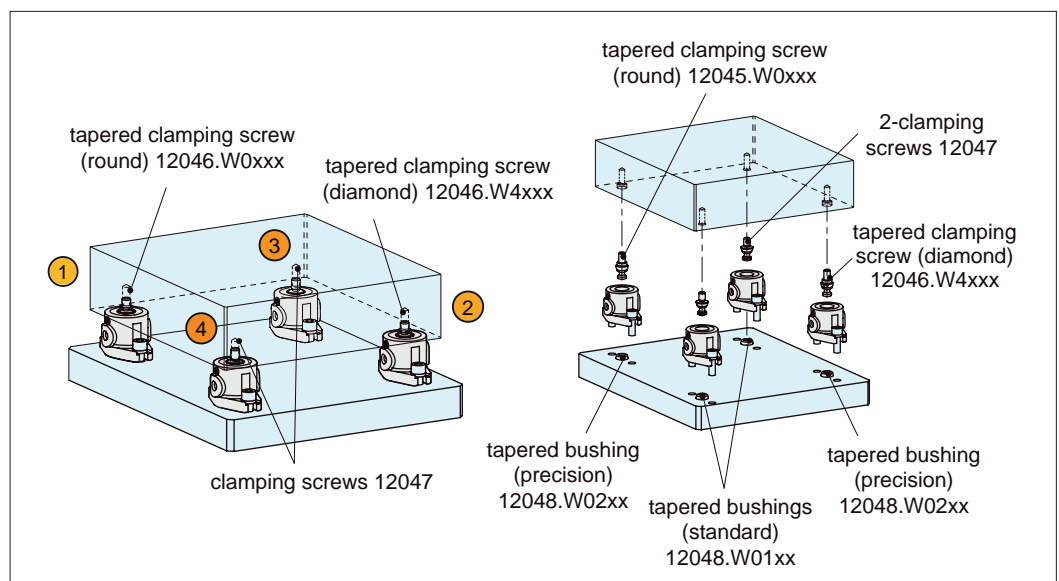 tapered clamping screw
(round) 12046.W0xxx
tapered clamping screw
(diamond) 12046.W4xxx
1
3
2
4
clamping screws 12047
tapered clamping screw
(round) 12045.W0xxx
2-clamping
screws 12047
tapered clamping
screw (diamond)
12046.W4xxx
tapered bushing
(precision)
12048.W02xx
tapered bushings
(standard)
12048.W01xx
tapered bushing
(precision)
12048.W02xx